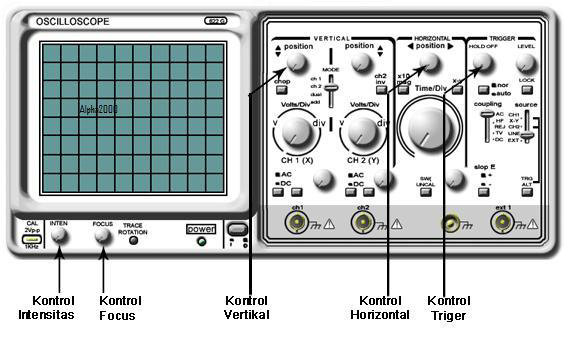 OSCILLOSCOPE
622 G
Alpha2000
VERTICAL
HORIZONTAL
TRIGGER
position
position
position
HOLD OFF
LEVEL
MODE
ch 1
ch 2
dual
add
chop
ch2
inv
x10
mag
X-Y
nor
auto
LOCK
Volts/Div
Volts/Div
Time/Div
v
div
v
div
CH 1 (X)
CH 2 (Y)
coupling
source
AC
HF
REJ
TV
DC
CH1
X-Y
CH2
LINE
EXT
AC
DC
AC
DC
SW/
UNCAL
slop E
+
-
TRG
ALT
ch1
ch2
ext 1
CAL
2Vp-p
1KHz
INTEN
FOCUS
TRACE
ROTATION
power
Kontrol
Intensitas
Kontrol
Focus
Kontrol
Vertikal
Kontrol
Horizontal
Kontrol
Triger